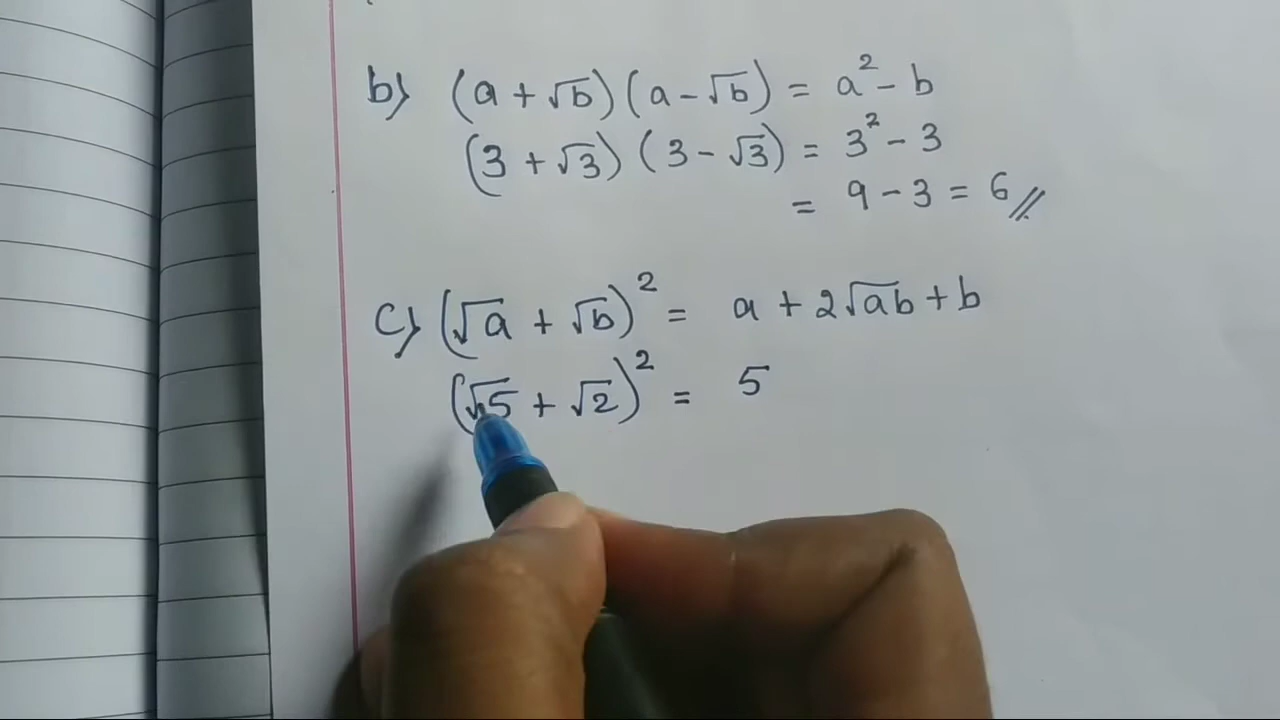 b) (a + √b)(a - √b) = a² - b
(3 + √3)(3 - √3) = 3² - 3
= 9 - 3 = 6//
c) (√a + √b)² = a + 2√ab + b
(√5 + √2)² = 5